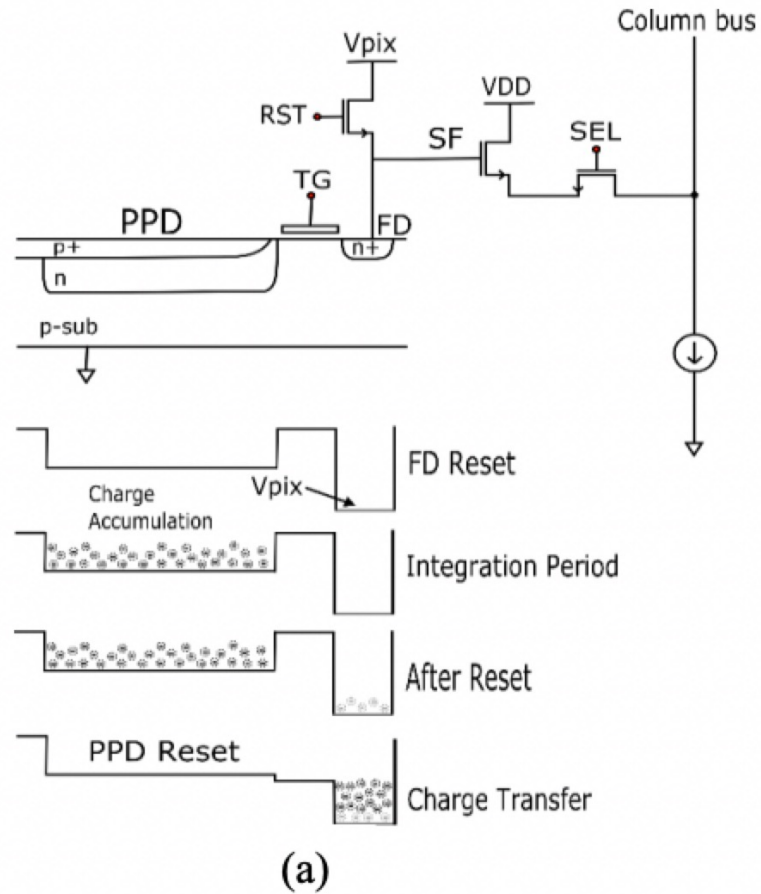 Column bus
Vpix
VDD
RST
SF
SEL
TG
PPD
FD
p+
n+
n
p-sub
FD Reset
Vpix
Charge
Accumulation
Integration Period
After Reset
PPD Reset
Charge Transfer
(a)